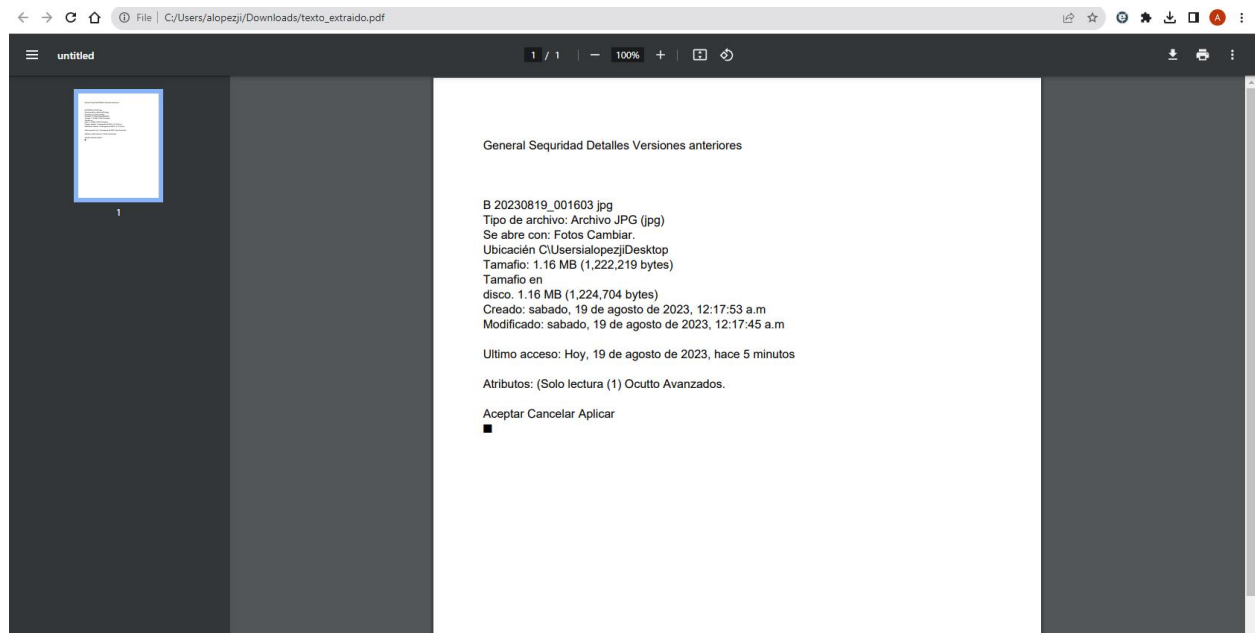 File | C:/Users/alopezji/Downloads/texto_extraido.pdf
A
untitled
1 / 1 | − 100% +
1
General Sequridad Detalles Versiones anteriores
B 20230819_001603 jpg
Tipo de archivo: Archivo JPG (jpg)
Se abre con: Fotos Cambiar.
Ubicación C\UsersialopezjiDesktop
Tamafio: 1.16 MB (1,222,219 bytes)
Tamafio en
disco. 1.16 MB (1,224,704 bytes)
Creado: sabado, 19 de agosto de 2023, 12:17:53 a.m
Modificado: sabado, 19 de agosto de 2023, 12:17:45 a.m
Ultimo acceso: Hoy, 19 de agosto de 2023, hace 5 minutos
Atributos: (Solo lectura (1) Ocutto Avanzados.
Aceptar Cancelar Aplicar